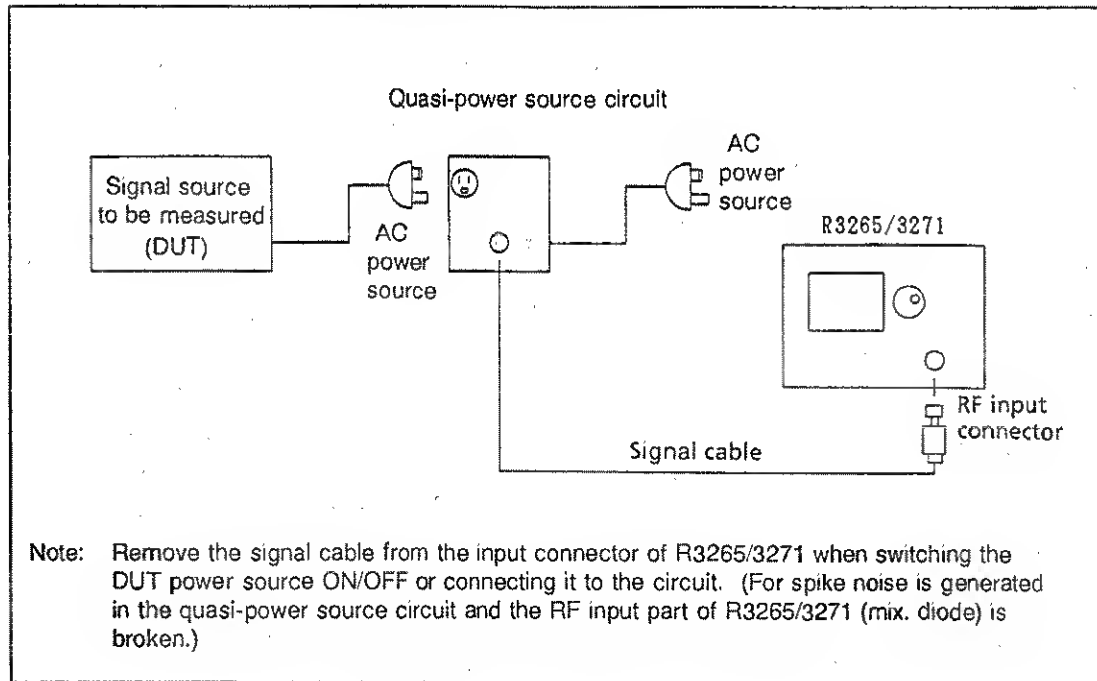 Quasi-power source circuit
Signal source
to be measured
(DUT)
AC
power
source
AC
power
source
R3265/3271
RF input
connector
Signal cable
Note: Remove the signal cable from the input connector of R3265/3271 when switching the
DUT power source ON/OFF or connecting it to the circuit. (For spike noise is generated
in the quasi-power source circuit and the RF input part of R3265/3271 (mix. diode) is
broken.)